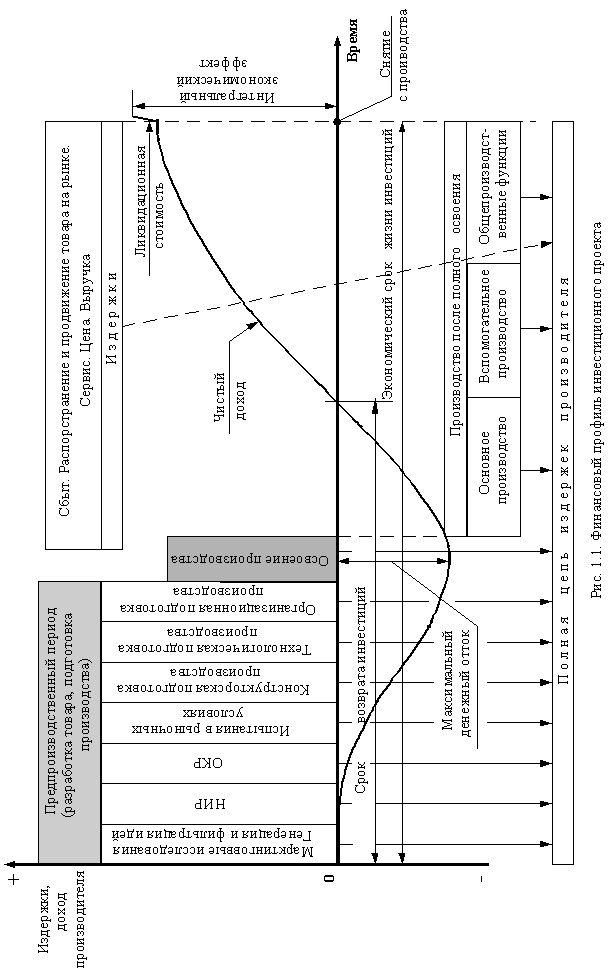 Издержки,
доход
производителя
+
0
-
Предпроизводственный период
(разработка товара, подготовка
производства)
Марктинговые исследования
Генерация и фильтрация идей
НИР
ОКР
Испытания в рыночных
условиях
Конструкторская подготовка
производства
Технологическая подготовка
производства
Организационная подготовка
производства
Освоение производства
Сбыт. Распорстранение и продвижение товара на рынке.
Сервис. Цена. Выручка
Издержки
Чистый
доход
Ликвидационная
стоимость
Интегральный
экономический
эффект
Время
Снятие
с производства
Срок возврата инвестиций
Экономический срок жизни инвестиций
Максимальный
денежный отток
Производство после полного освоения
Основное
производство
Вспомогательное
производство
Общепроизводст-
венные функции
Полная цепь издержек производителя
Рис. 1.1. Финансовый профиль инвестиционного проекта